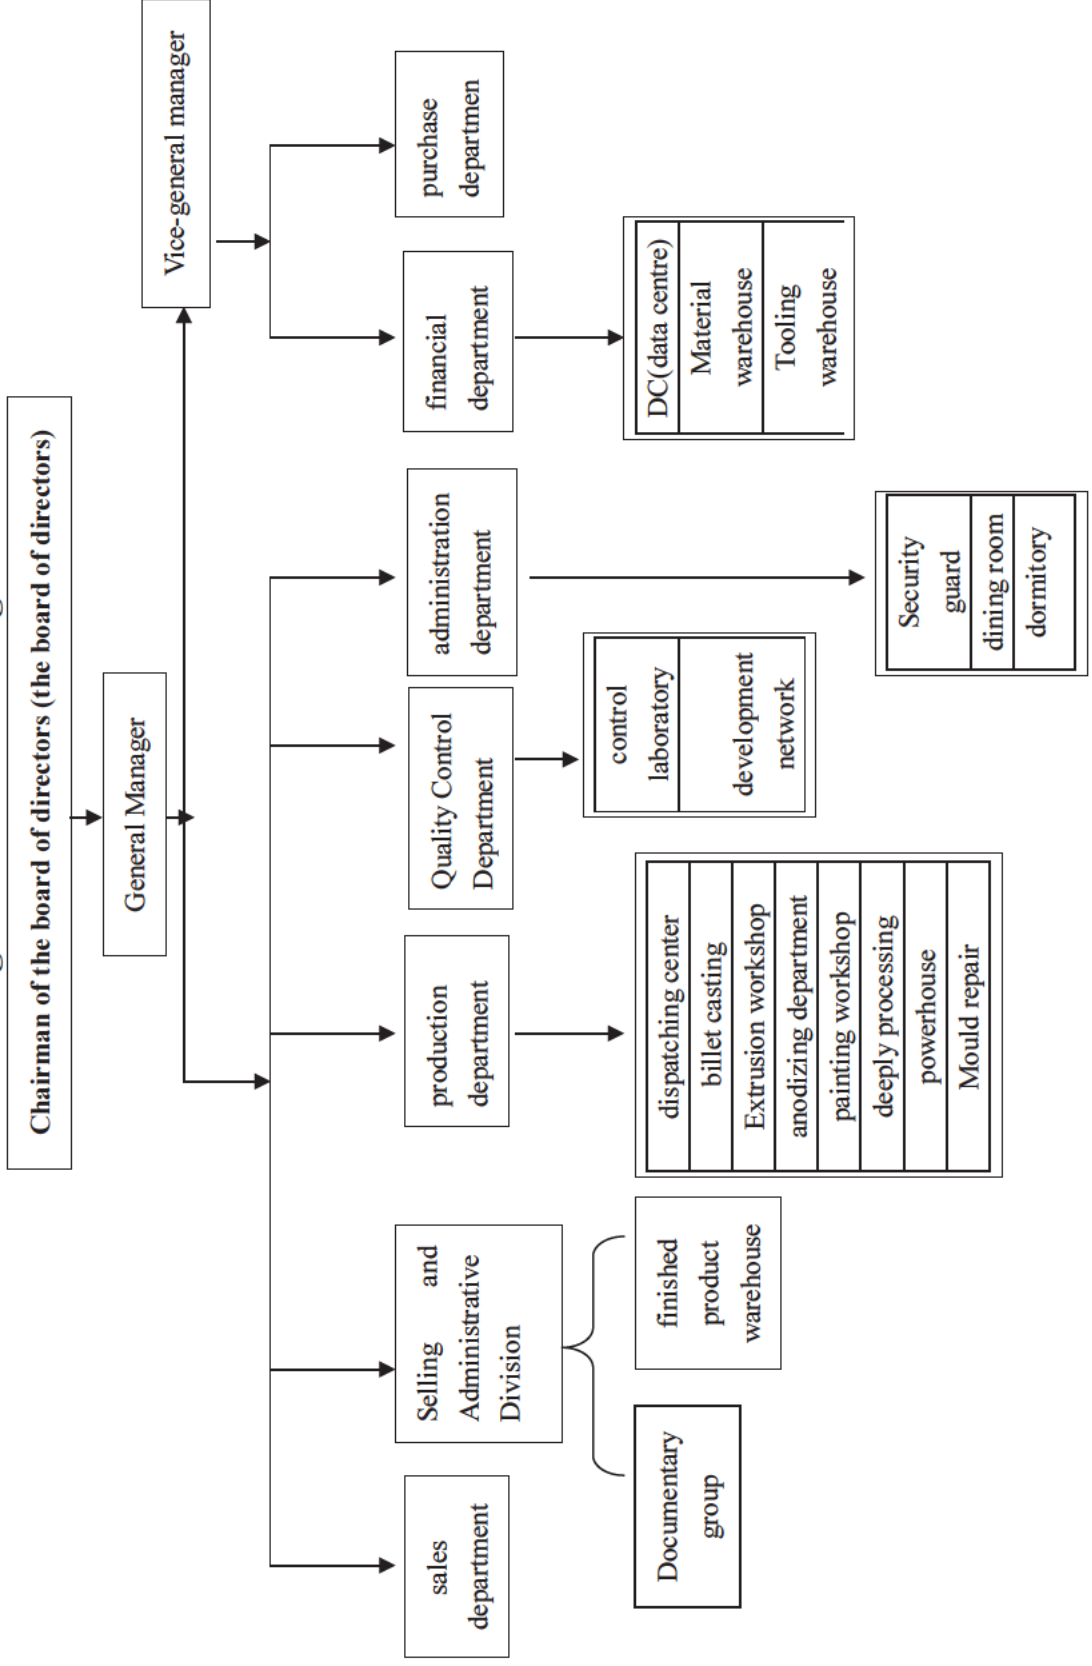 Chairman of the board of directors (the board of directors)
General Manager
Vice-general manager
sales
department
Selling and
Administrative
Division
production
department
Quality Control
Department
administration
department
financial
department
purchase
departmen
Documentary
group
finished
product
warehouse
dispatching center
billet casting
Extrusion workshop
anodizing department
painting workshop
deeply processing
powerhouse
Mould repair
control
laboratory
development
network
Security
guard
dining room
dormitory
DC(data centre)
Material
warehouse
Tooling
warehouse